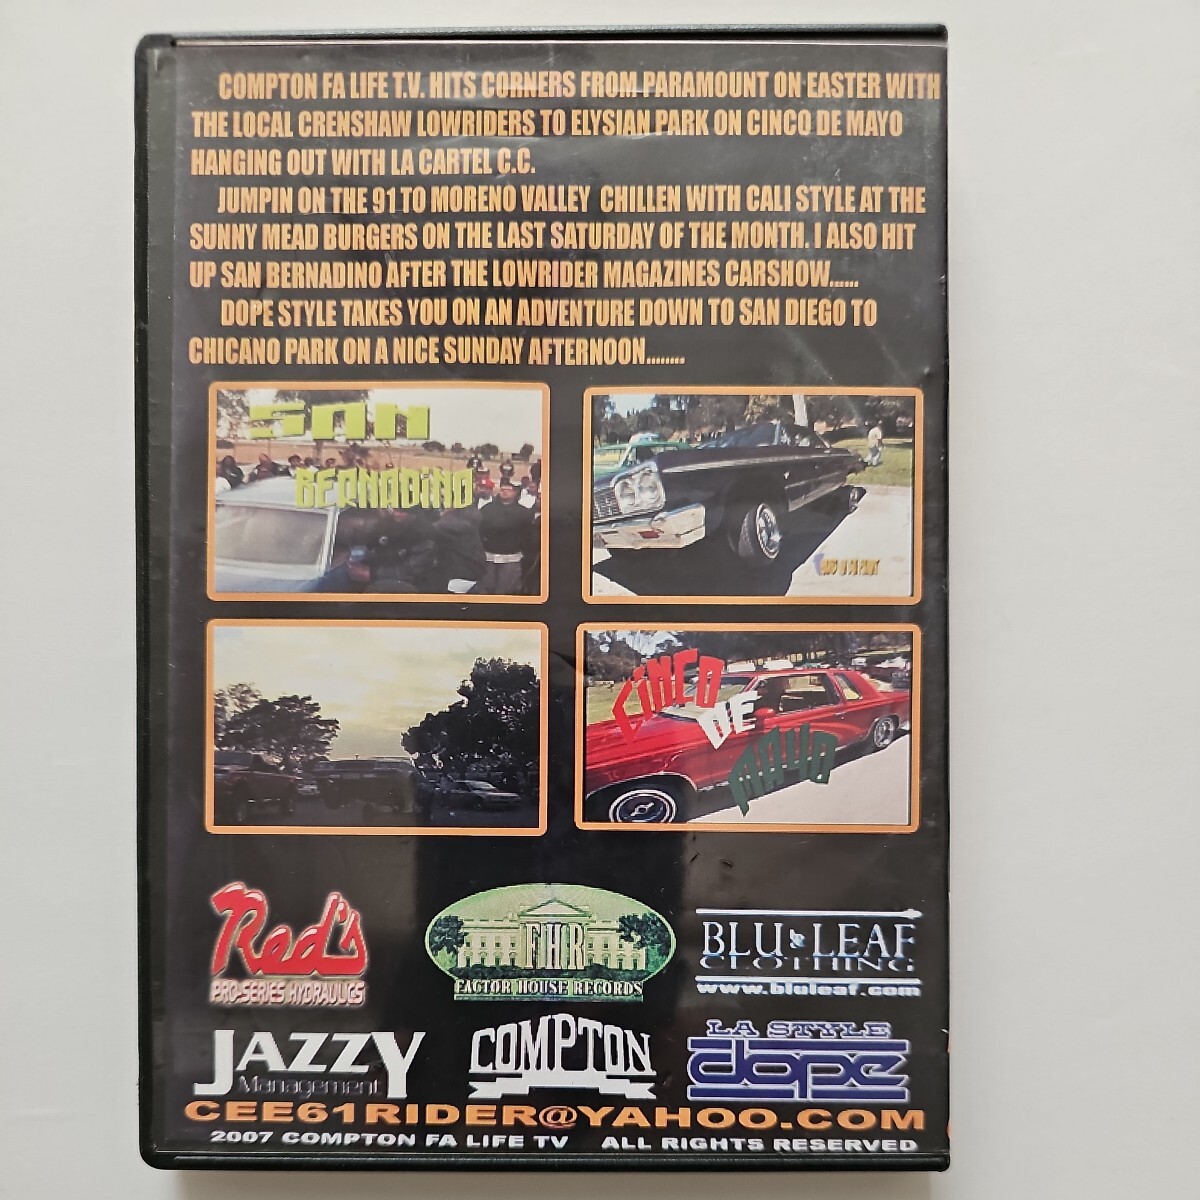 COMPTON FA LIFE T.V. HITS CORNERS FROM PARAMOUNT ON EASTER WITH
THE LOCAL CRENSHAW LOWRIDERS TO ELYSIAN PARK ON CINCO DE MAYO
HANGING OUT WITH LA CARTEL C.C.
JUMPIN ON THE 91 TO MORENO VALLEY CHILLEN WITH CALI STYLE AT THE
SUNNY MEAD BURGERS ON THE LAST SATURDAY OF THE MONTH. I ALSO HIT
UP SAN BERNADINO AFTER THE LOWRIDER MAGAZINES CARSHOW......
DOPE STYLE TAKES YOU ON AN ADVENTURE DOWN TO SAN DIEGO TO
CHICANO PARK ON A NICE SUNDAY AFTERNOON........
SAN
BERNADINO
CINCO
DE
MAYO
Red's
PRO-SERIES HYDRAULICS
FHR
FACTOR HOUSE RECORDS
BLU LEAF
CLOTHING
www.bluleaf.com
JAZZY
Management
COMPTON
LA STYLE
dope
CEE61RIDER@YAHOO.COM
2007 COMPTON FA LIFE TV ALL RIGHTS RESERVED